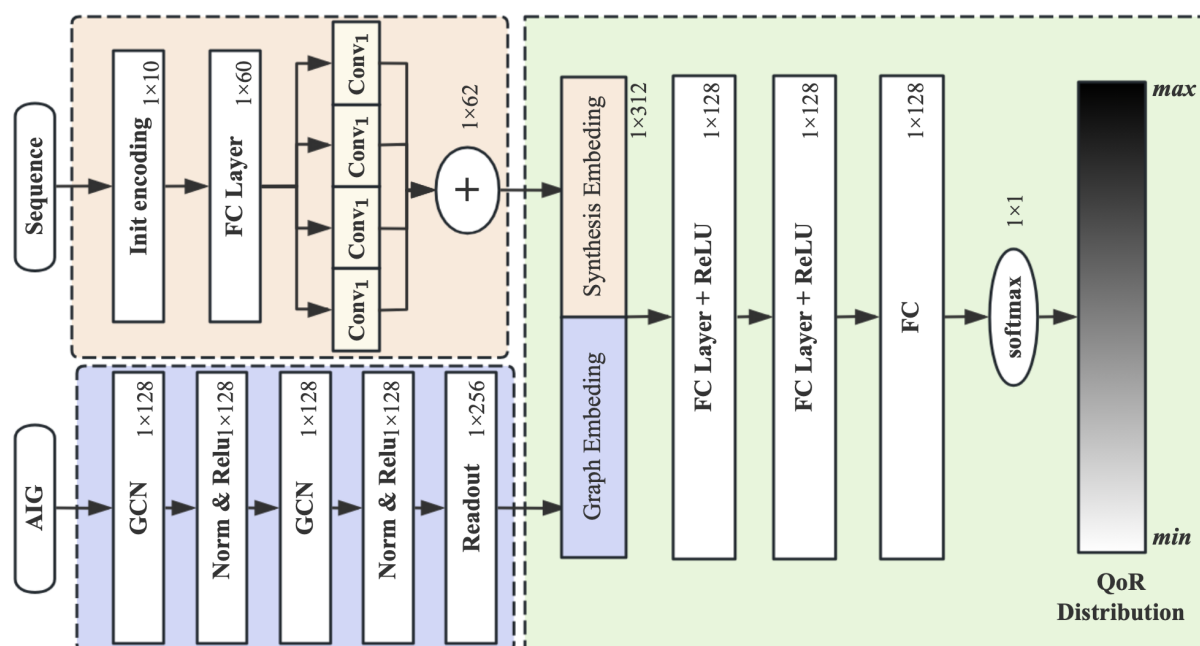 Sequence
Init encoding
1×10
FC Layer
1×60
Conv1
Conv1
Conv1
Conv1
+
1×62
AIG
GCN
1×128
Norm & Relu
1×128
GCN
1×128
Norm & Relu
1×128
Readout
1×256
Synthesis Embeding
Graph Embeding
1×312
FC Layer + ReLU
1×128
FC Layer + ReLU
1×128
FC
1×128
softmax
1×1
max
min
QoR
Distribution